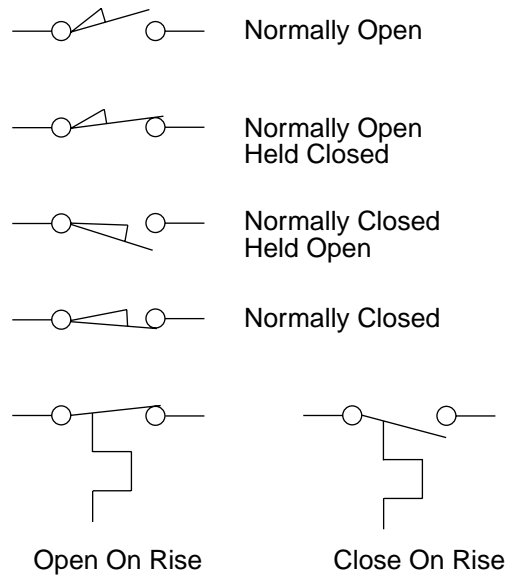 Normally Open
Normally Open
Held Closed
Normally Closed
Held Open
Normally Closed
Open On Rise
Close On Rise